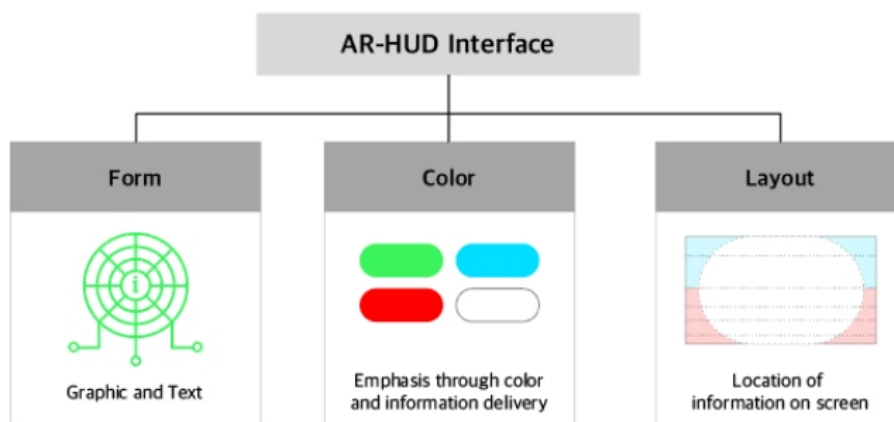 AR-HUD Interface
Form
Color
Layout
i
Graphic and Text
Emphasis through color
and information delivery
Location of
information on screen